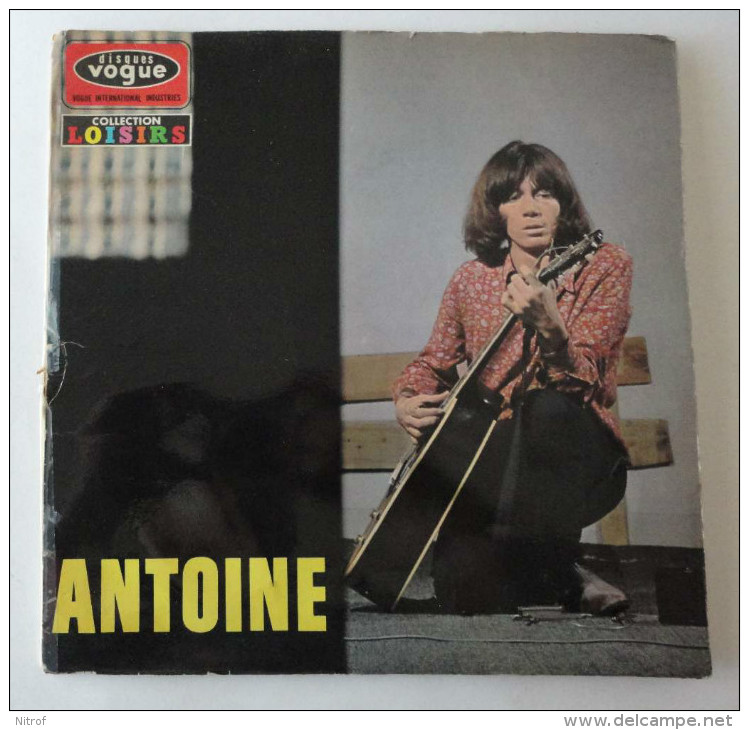 disques
vogue
VOGUE INTERNATIONAL INDUSTRIES
COLLECTION
LOISIRS
ANTOINE
Nitrof
www.delcampe.net